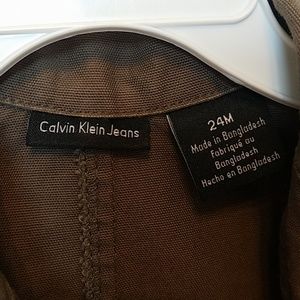 Calvin Klein Jeans
24M
Made in Bangladesh
Fabriqué au
Bangladesh
Hecho en Bangladesh